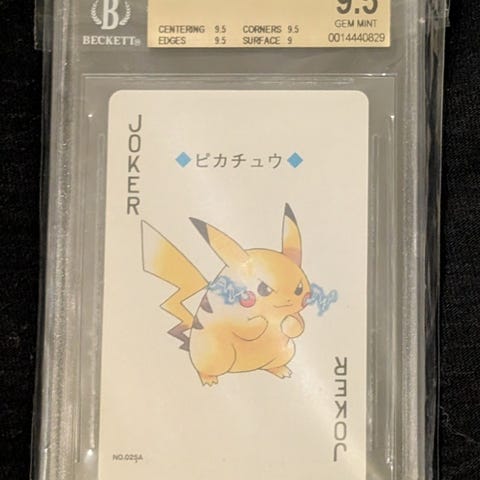 BECKETT®
CENTERING 9.5 CORNERS 9.5
EDGES 9.5 SURFACE 9
9.5
GEM MINT
0014440829
JOKER
◆ピカチュウ◆
JOKER
NO.025A